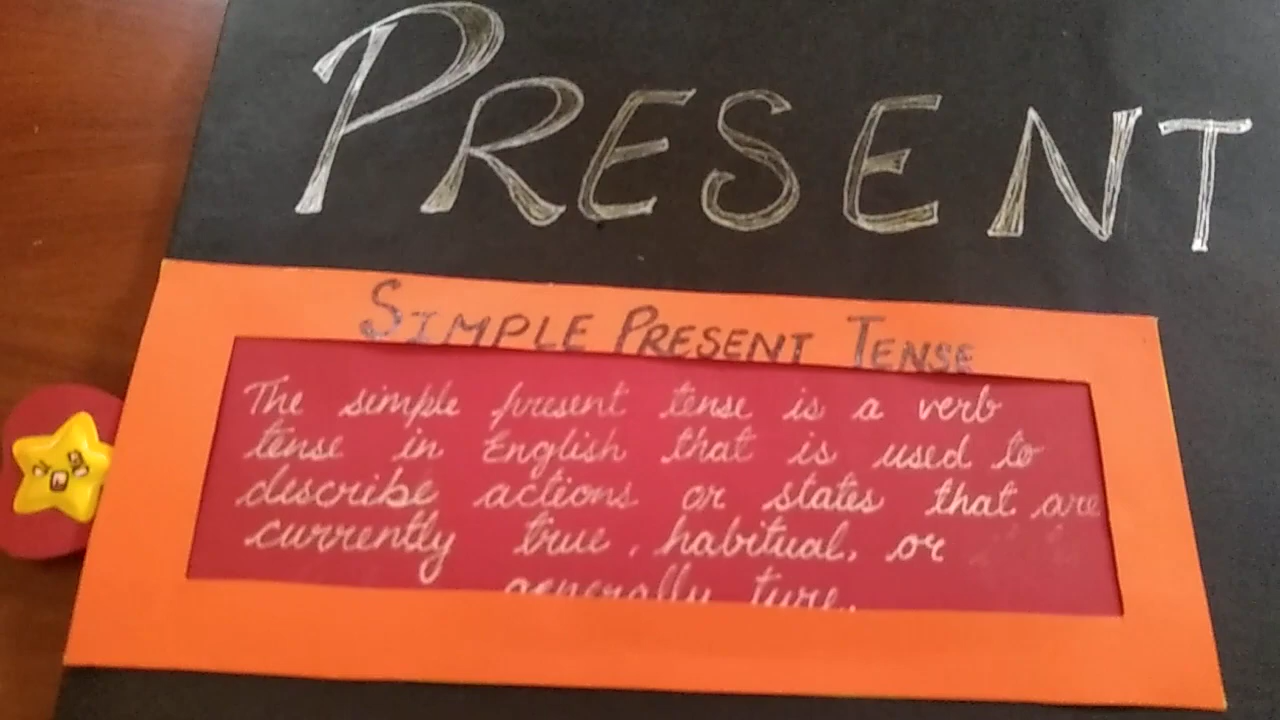 PRESENT
SIMPLE PRESENT TENSE
The simple present tense is a verb
tense in English that is used to
describe actions or states that are
currently true, habitual, or
generally ture.